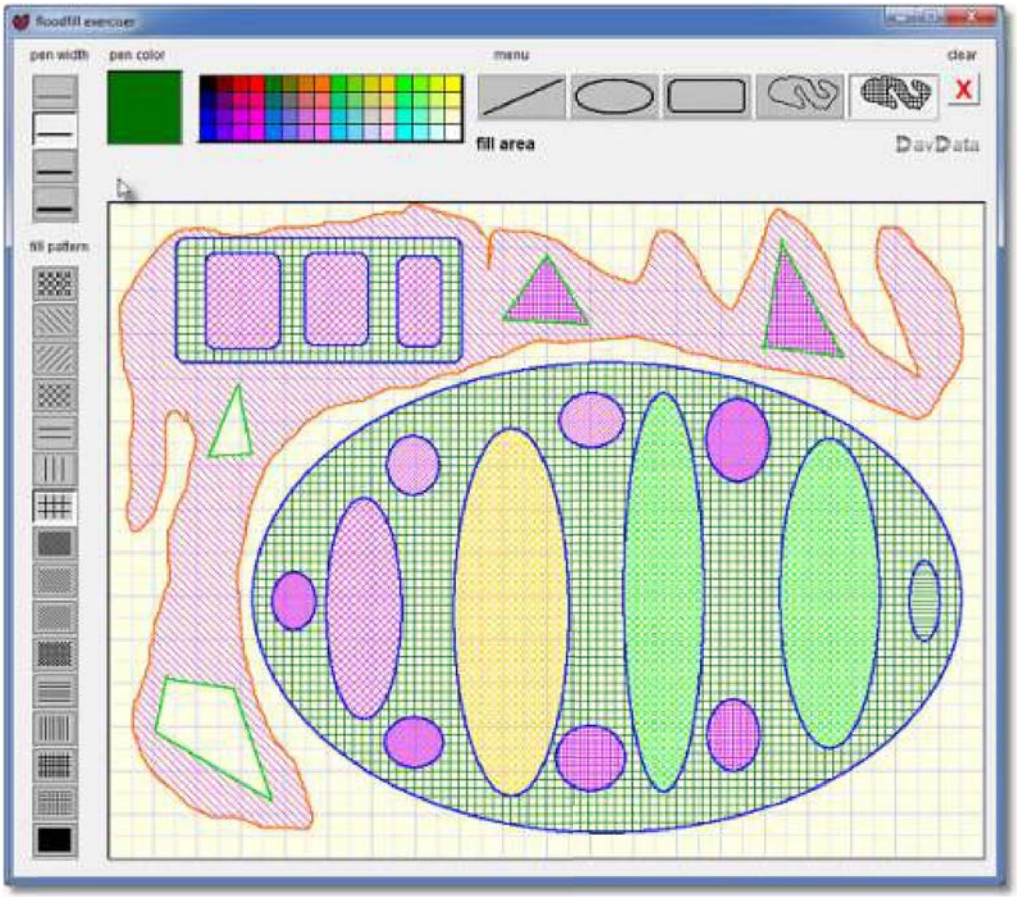 floodfill exerciser
pen width pen color menu clear
X
fill area
DavData
fill pattern